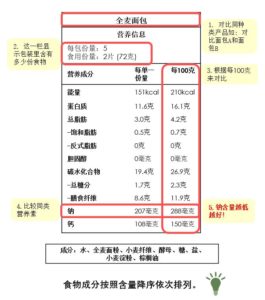 全麦面包
营养信息
每包份量：5
食用份量：2片 (72克)
营养成分 每单一份量 每100克
能量 151kcal 210kcal
蛋白质 11.6克 16.1克
总脂肪 3.0克 4.2克
-饱和脂肪 0.5克 0.7克
-反式脂肪 0克 0克
胆固醇 0毫克 0毫克
碳水化合物 19.4克 26.9克
-总糖分 1.7克 2.3克
-膳食纤维 8.6克 11.9克
钠 207毫克 288毫克
钙 108毫克 150毫克
成分：水、全麦面粉、小麦纤维、酵母、糖、盐、
小麦淀粉、棕榈油
1. 对比同种
类产品如：对
比面包A和面
包B
2. 这一栏显
示包装里含有
多少份食物
3.根据每100克
来对比
4.比较同类
营养素
5.钠含量越低
越好！
食物成分按照含量降序依次排列。